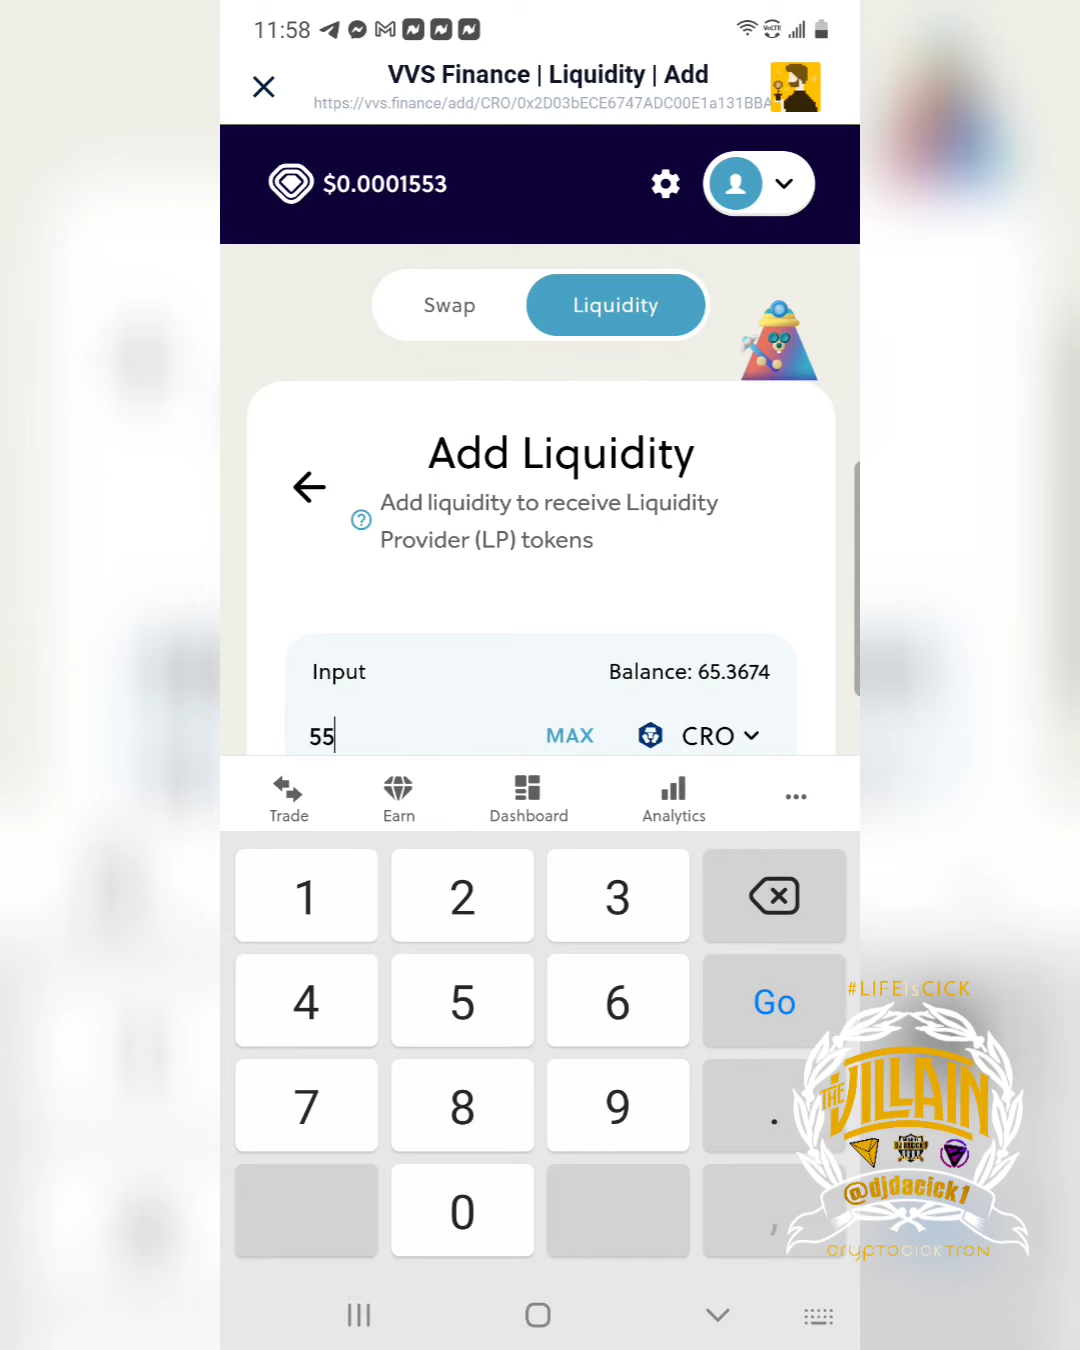 11:58
VoLTE
VVS Finance | Liquidity | Add
https://vvs.finance/add/CRO/0x2D03bECE6747ADC00E1a131BBA
$0.0001553
Swap
Liquidity
Add Liquidity
Add liquidity to receive Liquidity
Provider (LP) tokens
Input
Balance: 65.3674
55
MAX
CRO
Trade
Earn
Dashboard
Analytics
1
2
3
4
5
6
Go
7
8
9
.
0
,
#LIFEisCICK
THE VILLAIN
@djdacick1
CRYPTOCICKTRON